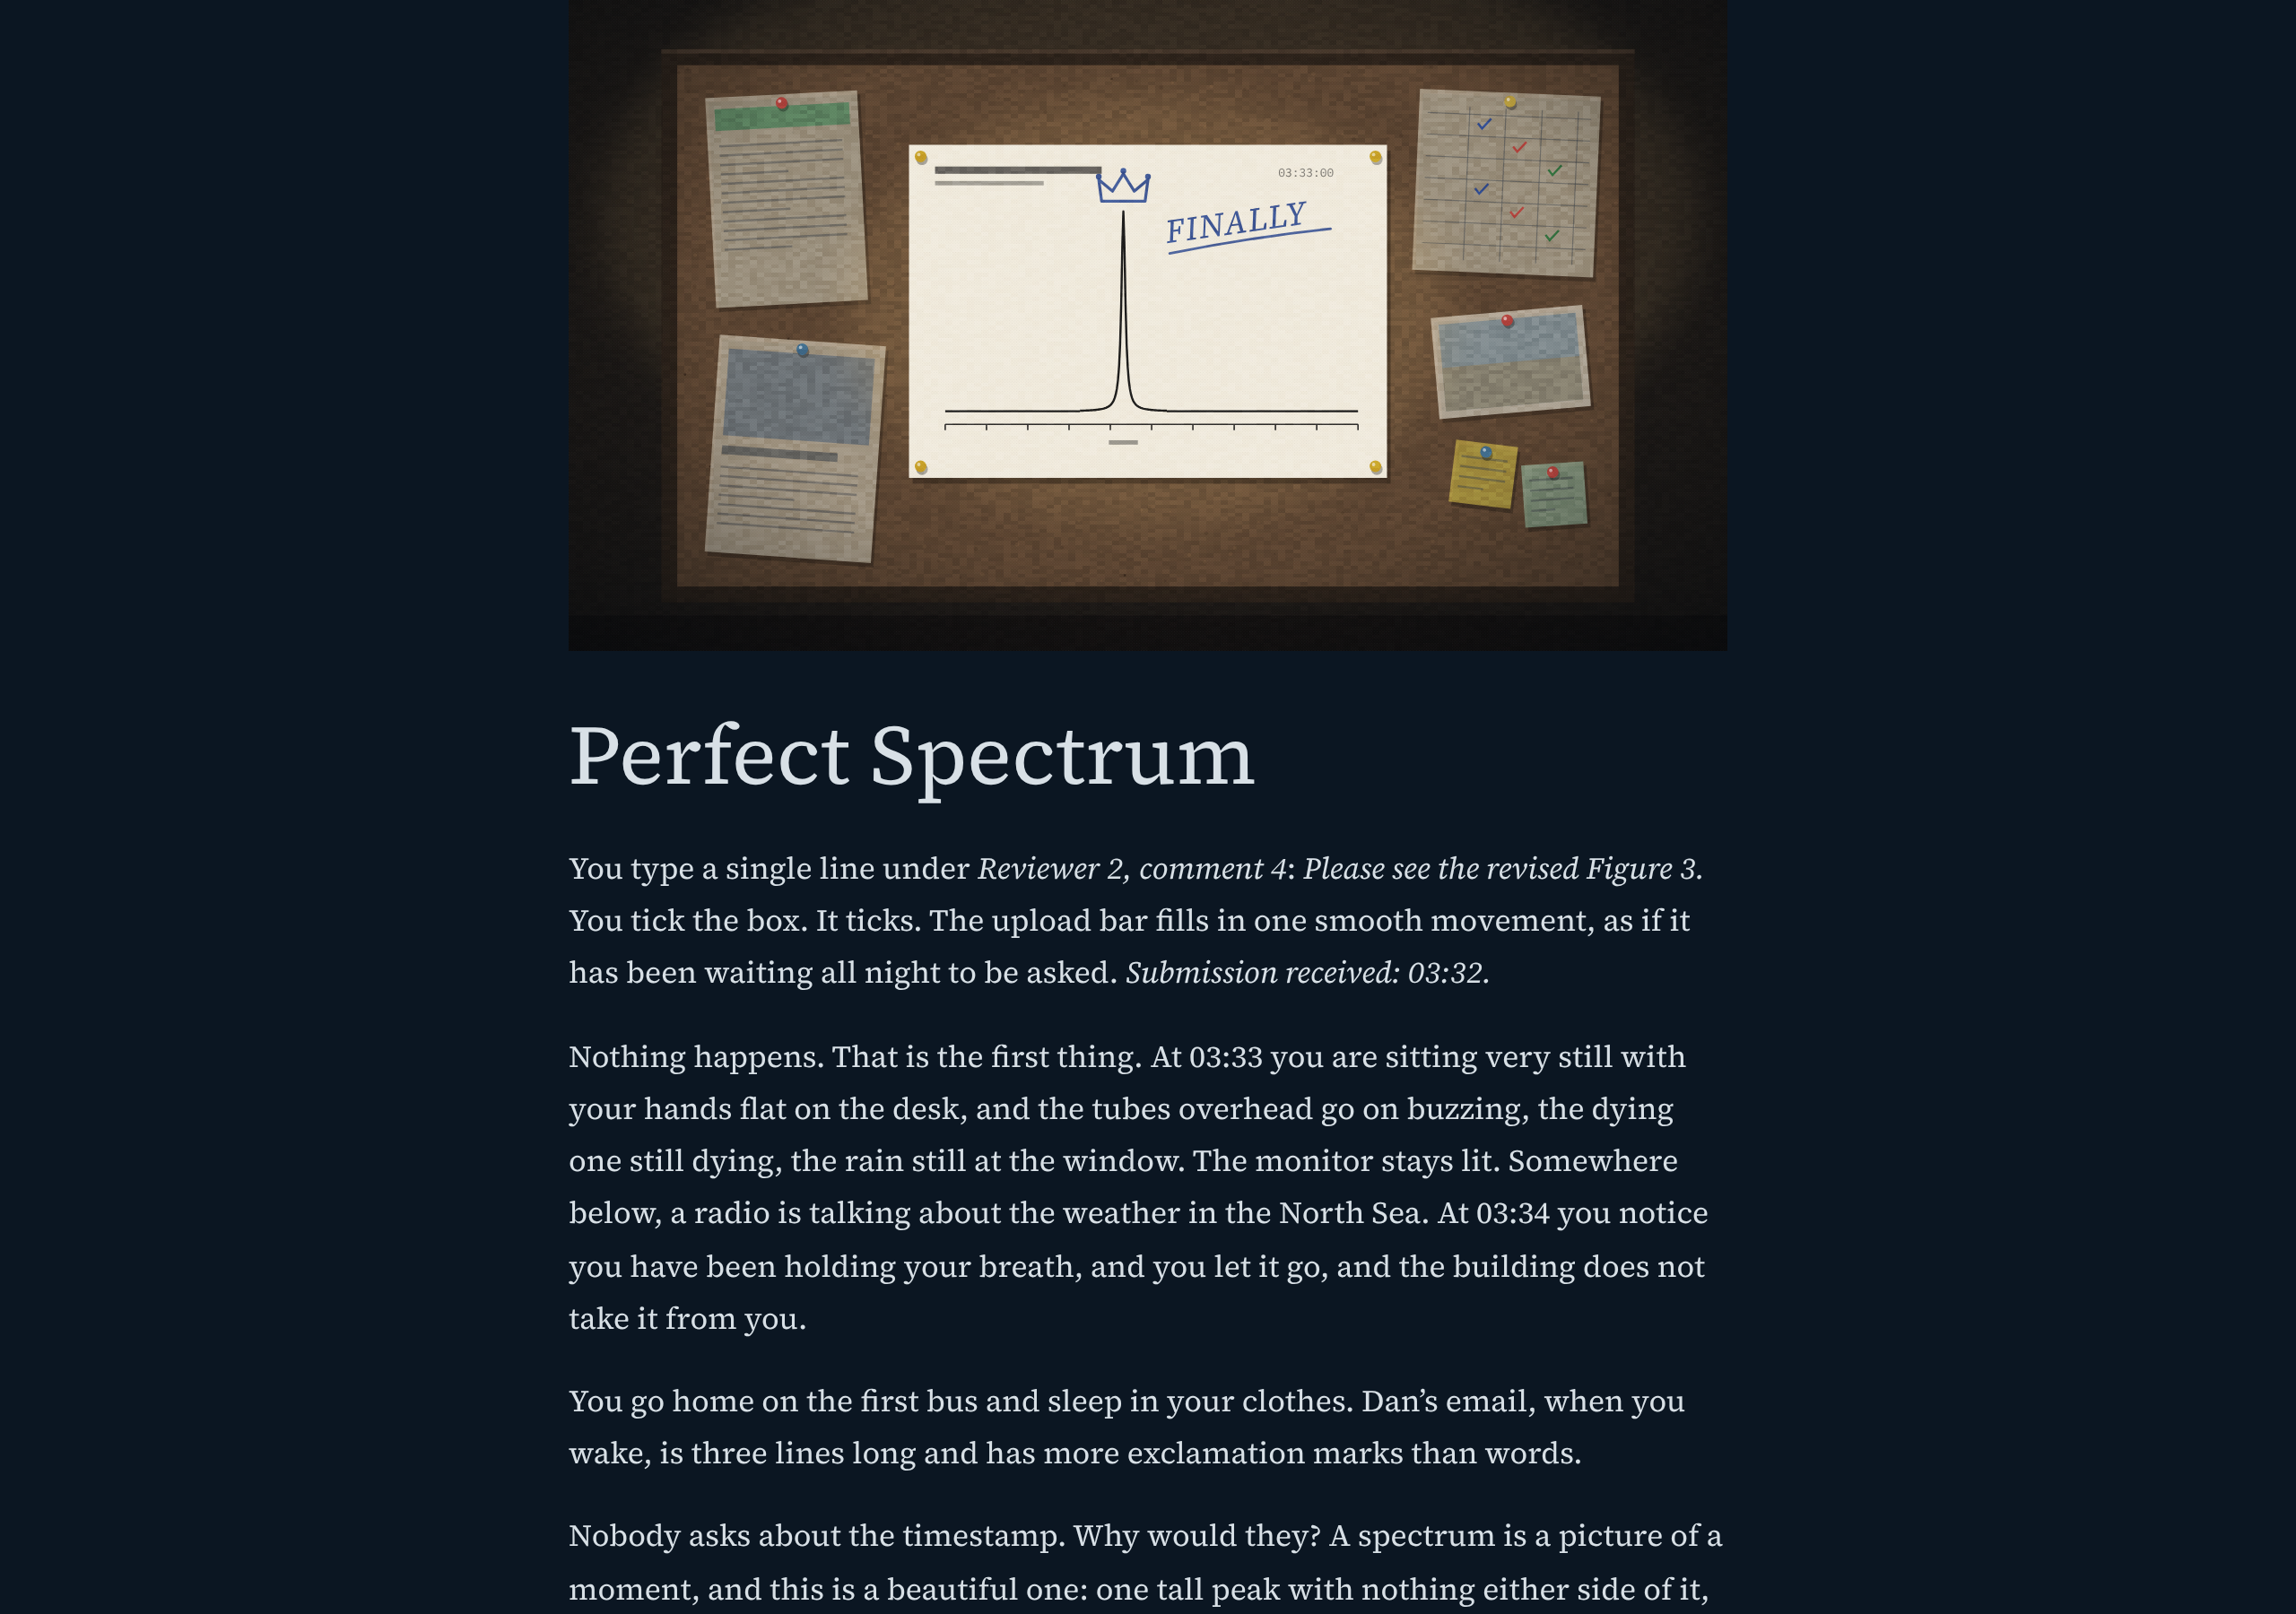 03:33:00
FINALLY
Perfect Spectrum
You type a single line under Reviewer 2, comment 4: Please see the revised Figure 3.
You tick the box. It ticks. The upload bar fills in one smooth movement, as if it
has been waiting all night to be asked. Submission received: 03:32.
Nothing happens. That is the first thing. At 03:33 you are sitting very still with
your hands flat on the desk, and the tubes overhead go on buzzing, the dying
one still dying, the rain still at the window. The monitor stays lit. Somewhere
below, a radio is talking about the weather in the North Sea. At 03:34 you notice
you have been holding your breath, and you let it go, and the building does not
take it from you.
You go home on the first bus and sleep in your clothes. Dan’s email, when you
wake, is three lines long and has more exclamation marks than words.
Nobody asks about the timestamp. Why would they? A spectrum is a picture of a
moment, and this is a beautiful one: one tall peak with nothing either side of it,